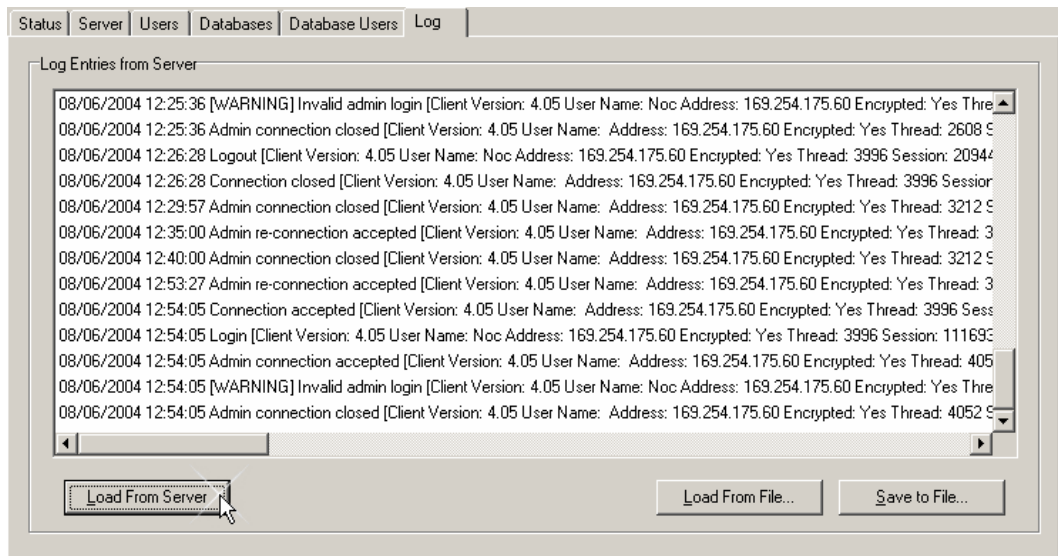 Status Server Users Databases Database Users Log
Log Entries from Server
08/06/2004 12:25:36 [WARNING] Invalid admin login [Client Version: 4.05 User Name: Noc Address: 169.254.175.60 Encrypted: Yes Thre
08/06/2004 12:25:36 Admin connection closed [Client Version: 4.05 User Name: Address: 169.254.175.60 Encrypted: Yes Thread: 2608 S
08/06/2004 12:26:28 Logout [Client Version: 4.05 User Name: Noc Address: 169.254.175.60 Encrypted: Yes Thread: 3996 Session: 20944
08/06/2004 12:26:28 Connection closed [Client Version: 4.05 User Name: Address: 169.254.175.60 Encrypted: Yes Thread: 3996 Session
08/06/2004 12:29:57 Admin connection closed [Client Version: 4.05 User Name: Address: 169.254.175.60 Encrypted: Yes Thread: 3212 S
08/06/2004 12:35:00 Admin re-connection accepted [Client Version: 4.05 User Name: Address: 169.254.175.60 Encrypted: Yes Thread: 3
08/06/2004 12:40:00 Admin connection closed [Client Version: 4.05 User Name: Address: 169.254.175.60 Encrypted: Yes Thread: 3212 S
08/06/2004 12:53:27 Admin re-connection accepted [Client Version: 4.05 User Name: Address: 169.254.175.60 Encrypted: Yes Thread: 3
08/06/2004 12:54:05 Connection accepted [Client Version: 4.05 User Name: Address: 169.254.175.60 Encrypted: Yes Thread: 3996 Sess
08/06/2004 12:54:05 Login [Client Version: 4.05 User Name: Noc Address: 169.254.175.60 Encrypted: Yes Thread: 3996 Session: 111693
08/06/2004 12:54:05 Admin connection accepted [Client Version: 4.05 User Name: Address: 169.254.175.60 Encrypted: Yes Thread: 405
08/06/2004 12:54:05 [WARNING] Invalid admin login [Client Version: 4.05 User Name: Noc Address: 169.254.175.60 Encrypted: Yes Thre
08/06/2004 12:54:05 Admin connection closed [Client Version: 4.05 User Name: Address: 169.254.175.60 Encrypted: Yes Thread: 4052 S
Load From Server Load From File... Save to File...